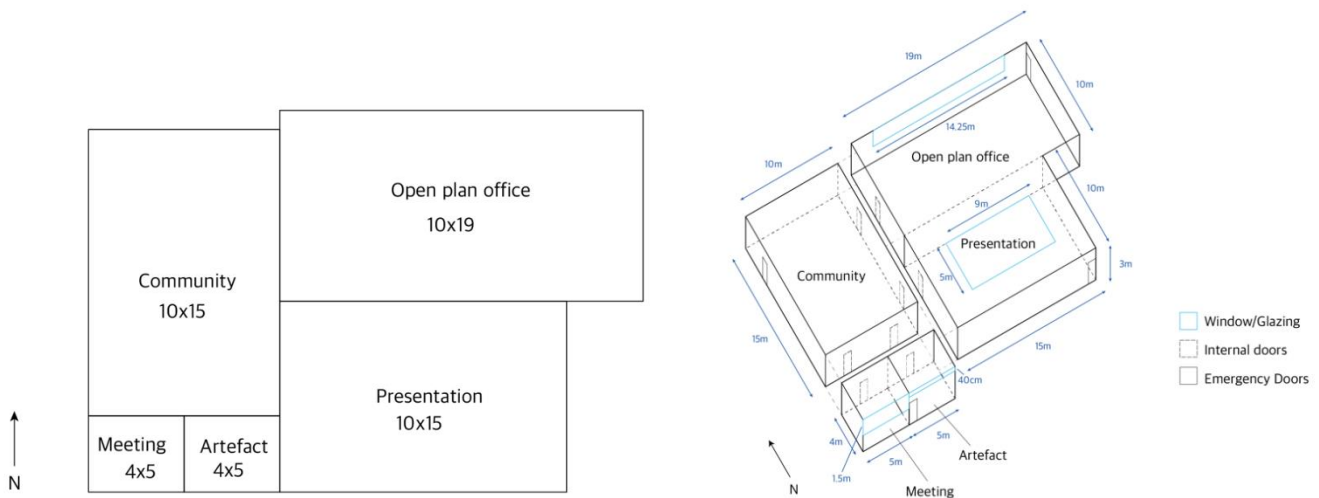 Open plan office
10x19
Community
10x15
Presentation
10x15
Meeting
4x5
Artefact
4x5
N
19m
10m
14.25m
Open plan office
10m
10m
9m
Presentation
5m
3m
Community
15m
15m
40cm
4m
5m
5m
Artefact
1.5m
Meeting
N
Window/Glazing
Internal doors
Emergency Doors